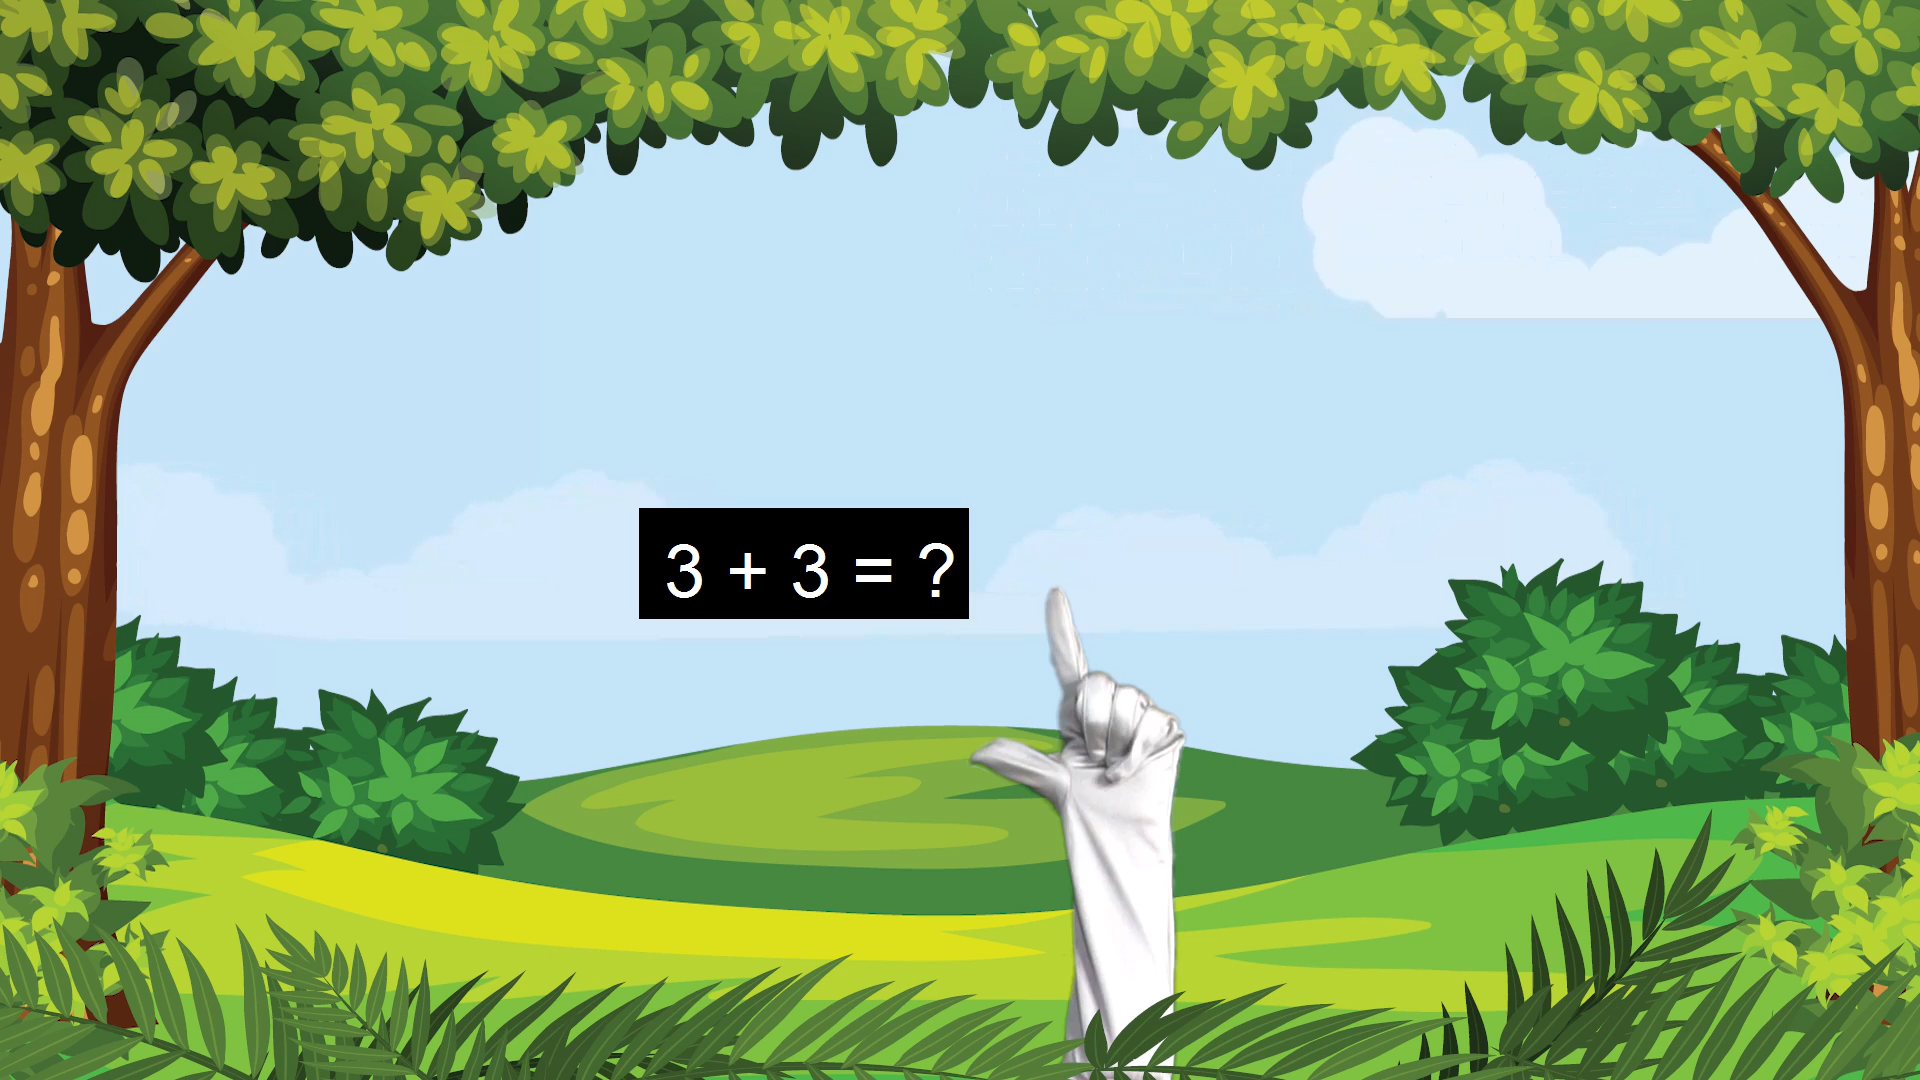 3 + 3 = ?